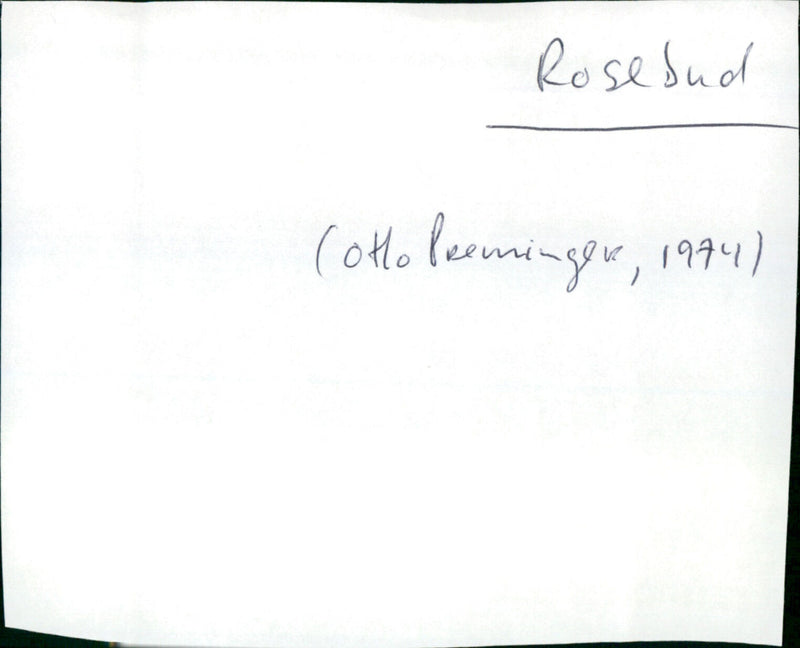 Rosebud
(Otto Preminger, 1974)